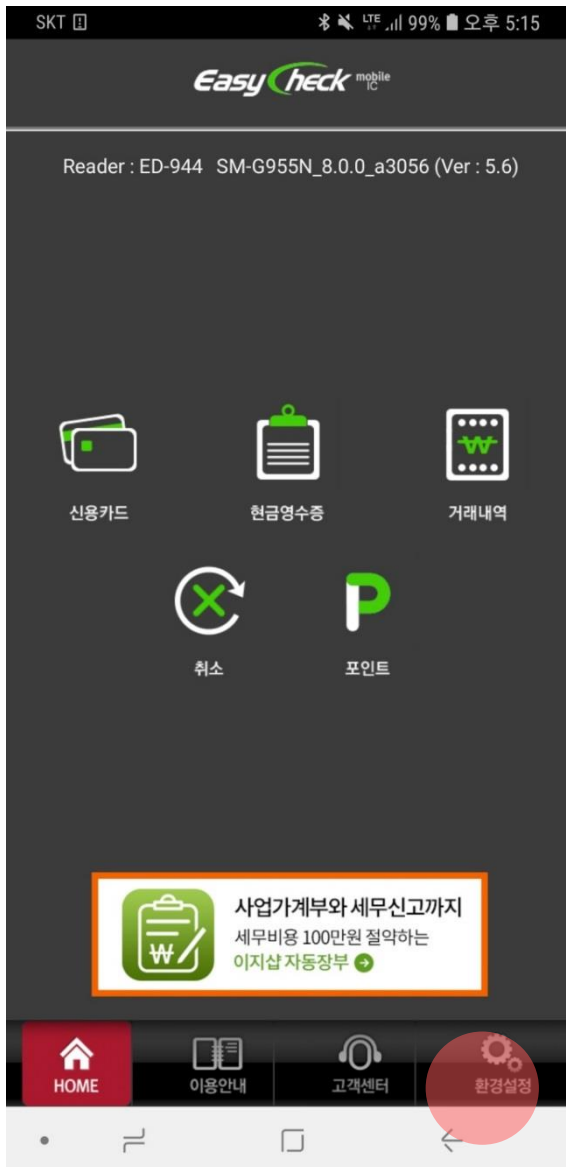 SKT
LTE 99% 오후 5:15
EasyCheck mobile IC
Reader : ED-944 SM-G955N_8.0.0_a3056 (Ver : 5.6)
신용카드 현금영수증 거래내역
취소 포인트
사업가계부와 세무신고까지
세무비용 100만원 절약하는
이지샵 자동장부
HOME 이용안내 고객센터 환경설정